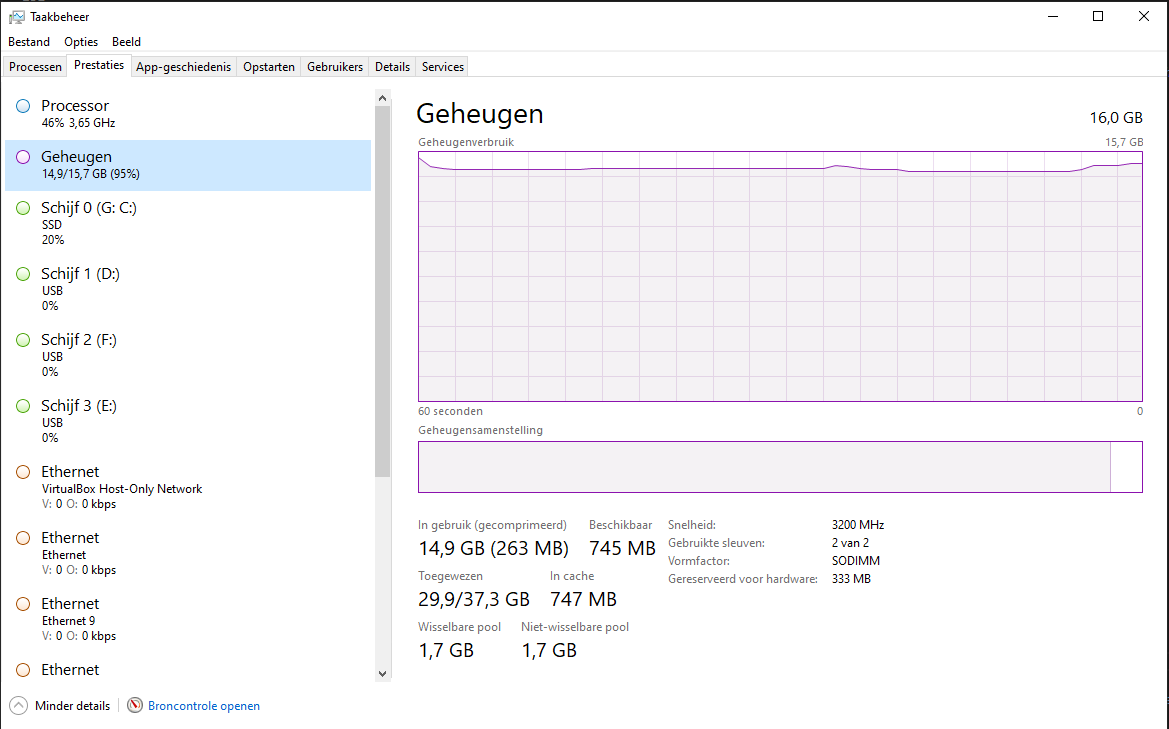 Taakbeheer
Bestand Opties Beeld
Processen Prestaties App-geschiedenis Opstarten Gebruikers Details Services
Processor
46% 3,65 GHz
Geheugen
14,9/15,7 GB (95%)
Schijf 0 (G: C:)
SSD
20%
Schijf 1 (D:)
USB
0%
Schijf 2 (F:)
USB
0%
Schijf 3 (E:)
USB
0%
Ethernet
VirtualBox Host-Only Network
V: 0 O: 0 kbps
Ethernet
Ethernet
V: 0 O: 0 kbps
Ethernet
Ethernet 9
V: 0 O: 0 kbps
Ethernet
Geheugen 16,0 GB
Geheugenverbruik 15,7 GB
60 seconden 0
Geheugensamenstelling
In gebruik (gecomprimeerd) Beschikbaar
14,9 GB (263 MB) 745 MB
Toegewezen In cache
29,9/37,3 GB 747 MB
Wisselbare pool Niet-wisselbare pool
1,7 GB 1,7 GB
Snelheid: 3200 MHz
Gebruikte sleuven: 2 van 2
Vormfactor: SODIMM
Gereserveerd voor hardware: 333 MB
Minder details Broncontrole openen